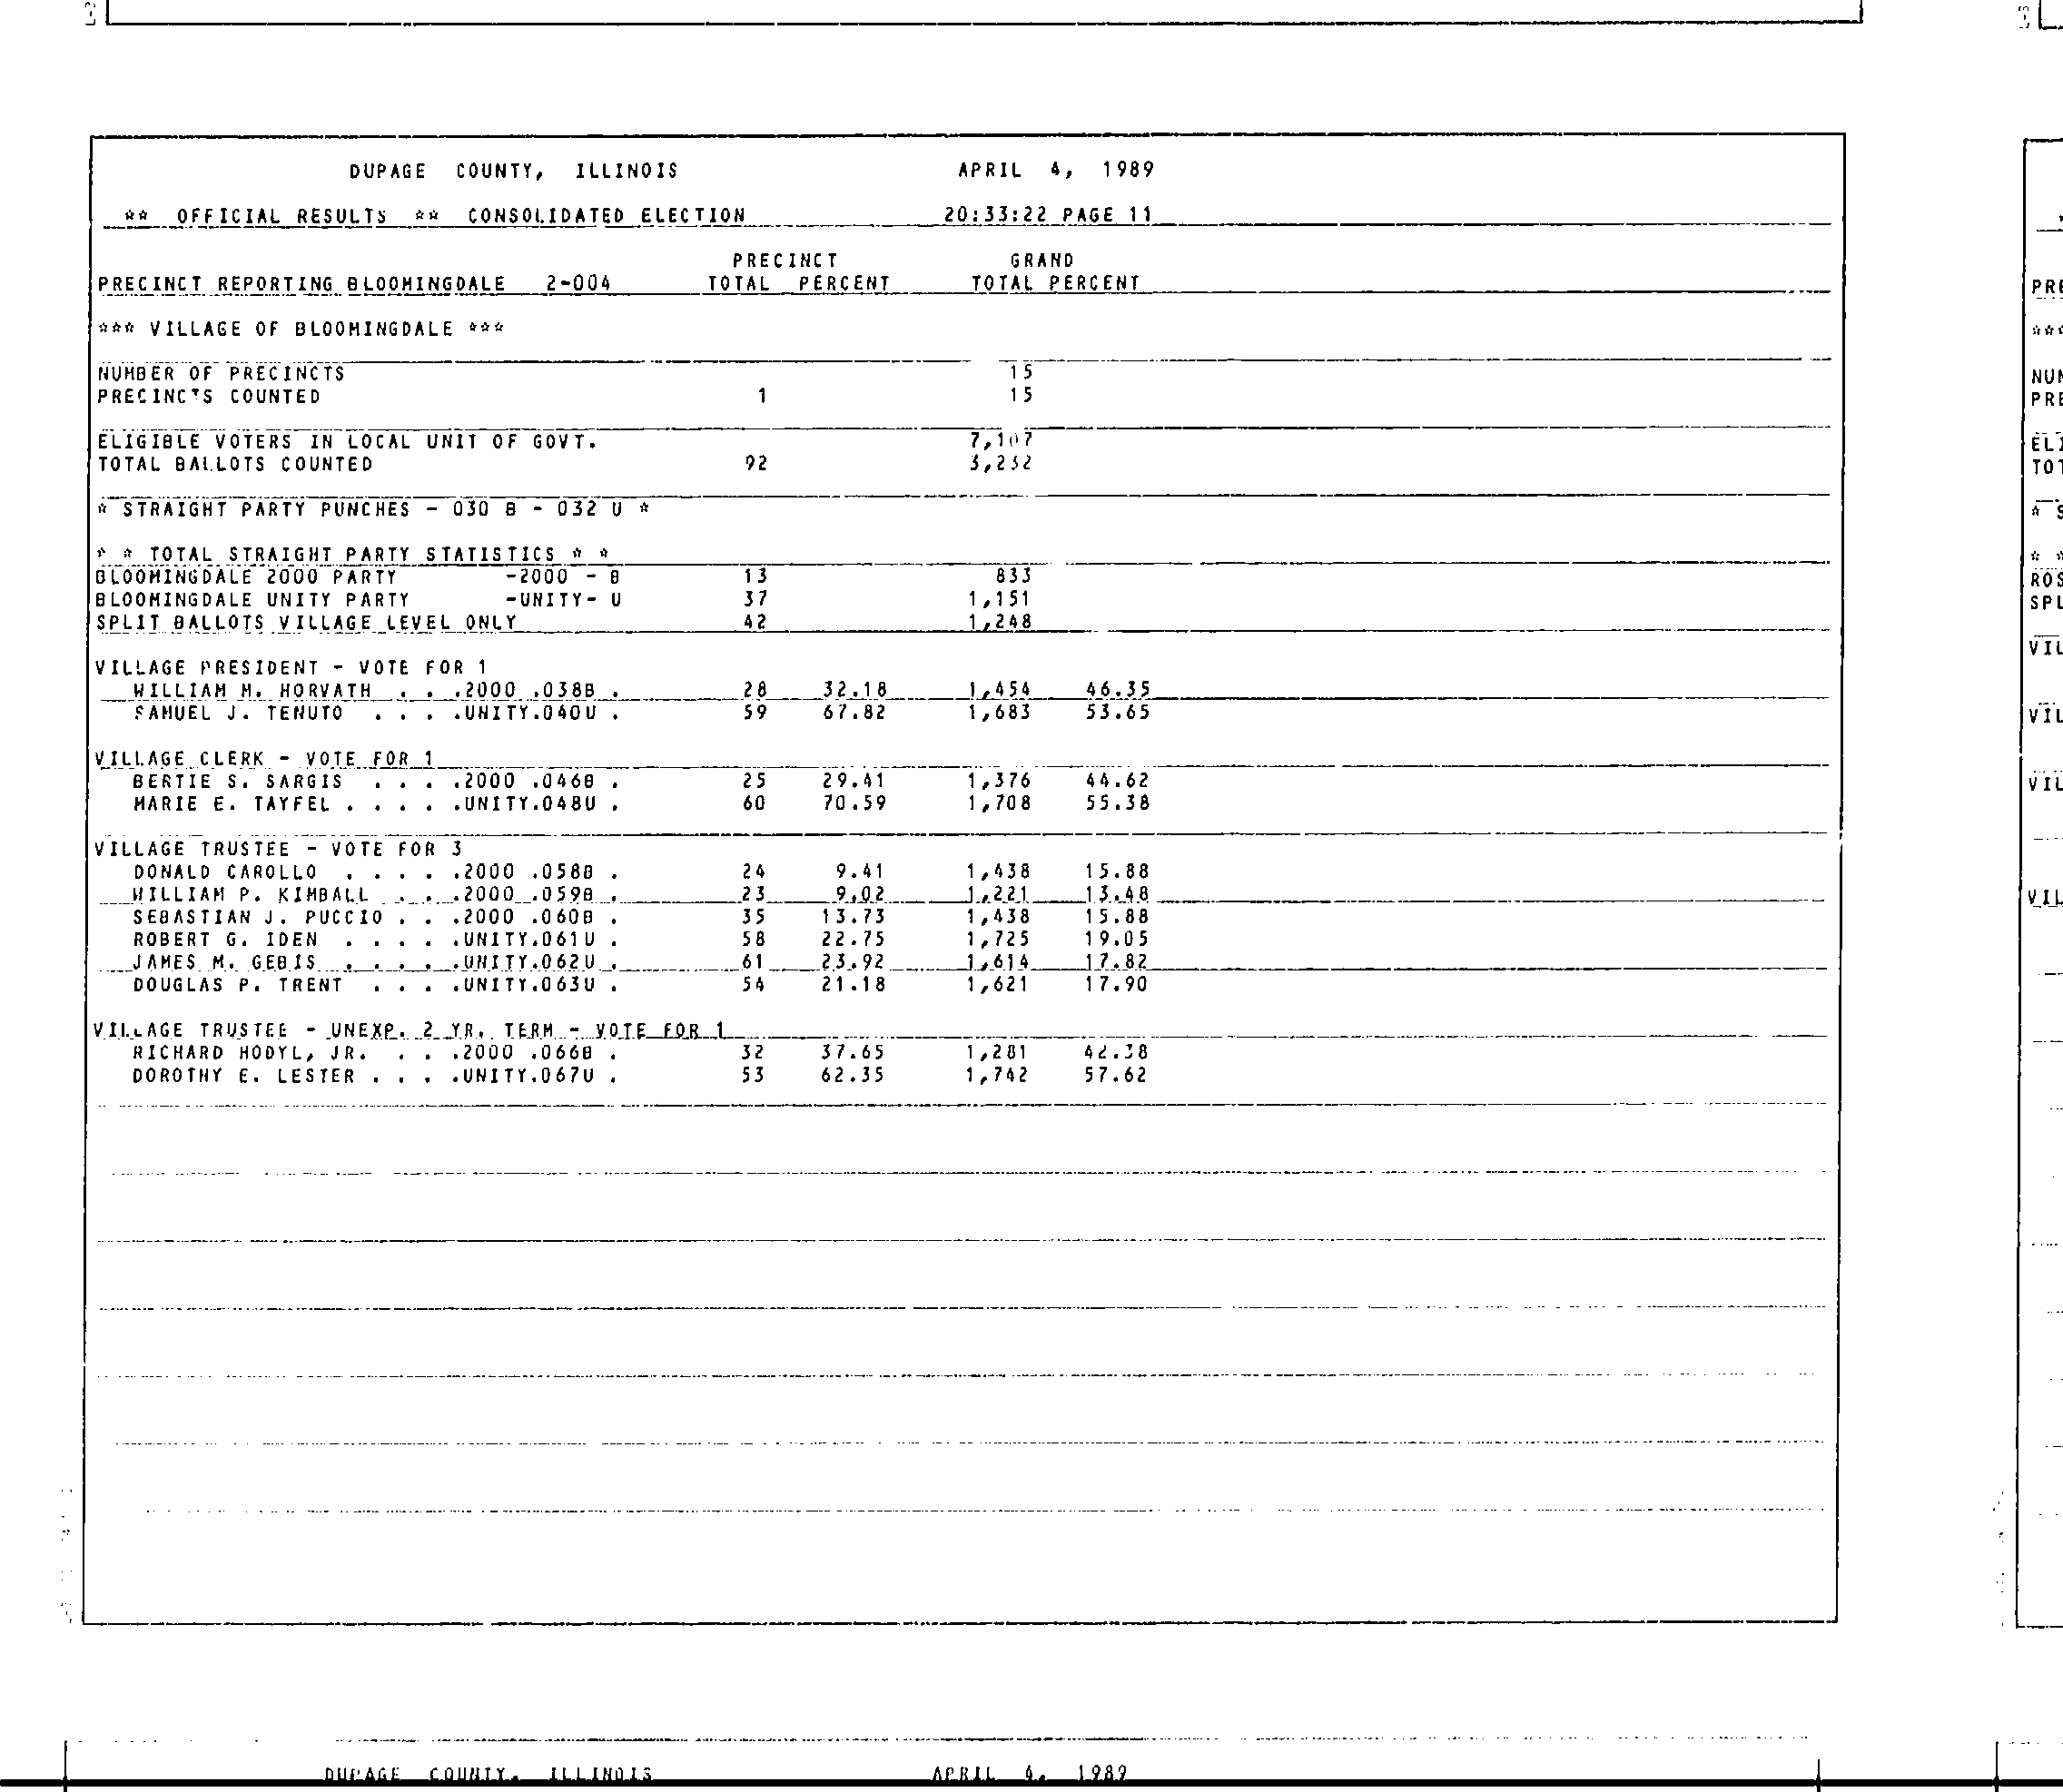 DUPAGE COUNTY, ILLINOIS APRIL 4, 1989
** OFFICIAL RESULTS ** CONSOLIDATED ELECTION 20:33:22 PAGE 11
PRECINCT GRAND
PRECINCT REPORTING BLOOMINGDALE 2-004 TOTAL PERCENT TOTAL PERCENT
*** VILLAGE OF BLOOMINGDALE ***
NUMBER OF PRECINCTS 15
PRECINCTS COUNTED 1 15
ELIGIBLE VOTERS IN LOCAL UNIT OF GOVT. 7,107
TOTAL BALLOTS COUNTED 92 3,232
* STRAIGHT PARTY PUNCHES - 030 B - 032 U *
* * TOTAL STRAIGHT PARTY STATISTICS * *
BLOOMINGDALE 2000 PARTY -2000 - B 13 833
BLOOMINGDALE UNITY PARTY -UNITY- U 37 1,151
SPLIT BALLOTS VILLAGE LEVEL ONLY 42 1,248
VILLAGE PRESIDENT - VOTE FOR 1
WILLIAM M. HORVATH . . .2000 .038B . 28 32.18 1,454 46.35
SAMUEL J. TENUTO . . . .UNITY.040U . 59 67.82 1,683 53.65
VILLAGE CLERK - VOTE FOR 1
BERTIE S. SARGIS . . . .2000 .046B . 25 29.41 1,376 44.62
MARIE E. TAYFEL . . . . .UNITY.048U . 60 70.59 1,708 55.38
VILLAGE TRUSTEE - VOTE FOR 3
DONALD CAROLLO . . . . .2000 .058B . 24 9.41 1,438 15.88
WILLIAM P. KIMBALL . . .2000 .059B . 23 9.02 1,221 13.48
SEBASTIAN J. PUCCIO . . .2000 .060B . 35 13.73 1,438 15.88
ROBERT G. IDEN . . . . .UNITY.061U . 58 22.75 1,725 19.05
JAMES M. GEBIS . . . . .UNITY.062U . 61 23.92 1,614 17.82
DOUGLAS P. TRENT . . . .UNITY.063U . 54 21.18 1,621 17.90
VILLAGE TRUSTEE - UNEXP. 2 YR. TERM - VOTE FOR 1
RICHARD HODYL, JR. . . .2000 .066B . 32 37.65 1,281 42.38
DOROTHY E. LESTER . . . .UNITY.067U . 53 62.35 1,742 57.62
DUPAGE COUNTY, ILLINOIS APRIL 4, 1989